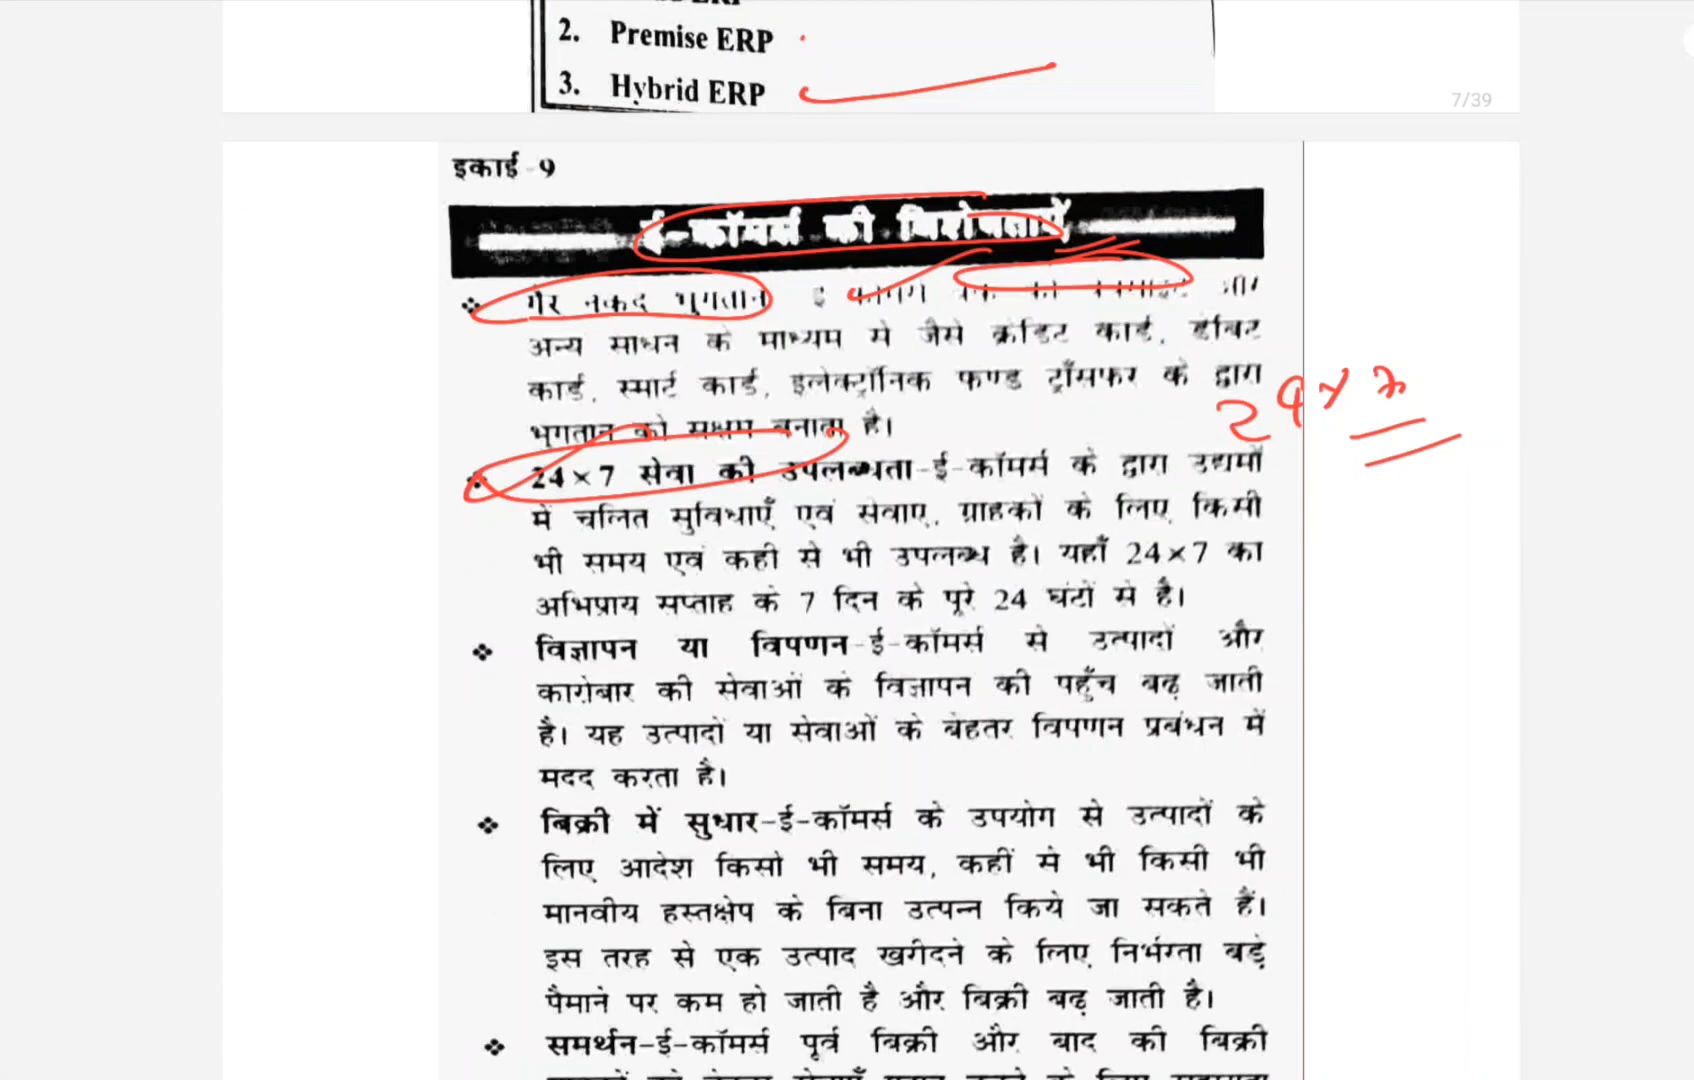 2. Premise ERP
3. Hybrid ERP
7/39
इकाई-9
ई-कॉमर्स की विशेषताएँ
गैर नकद भुगतान ई और
अन्य साधन के माध्यम से जैसे क्रेडिट कार्ड, डेबिट
कार्ड, स्मार्ट कार्ड, इलेक्ट्रॉनिक फण्ड ट्राँसफर के द्वारा
भुगतान को सक्षम बनाता है।
24×7
24×7 सेवा की उपलब्धता-ई-कॉमर्स के द्वारा उद्यमों
में चलित सुविधाएँ एवं सेवाए, ग्राहकों के लिए किसी
भी समय एवं कही से भी उपलब्ध है। यहाँ 24×7 का
अभिप्राय सप्ताह के 7 दिन के पूरे 24 घंटों से है।
विज्ञापन या विपणन-ई-कॉमर्स से उत्पादों और
कारोबार की सेवाओं के विज्ञापन की पहुँच बढ़ जाती
है। यह उत्पादों या सेवाओं के बेहतर विपणन प्रबंधन में
मदद करता है।
बिक्री में सुधार-ई-कॉमर्स के उपयोग से उत्पादों के
लिए आदेश किसी भी समय, कहीं से भी किसी भी
मानवीय हस्तक्षेप के बिना उत्पन्न किये जा सकते हैं।
इस तरह से एक उत्पाद खरीदने के लिए निर्भरता बड़े
पैमाने पर कम हो जाती है और बिक्री बढ़ जाती है।
समर्थन-ई-कॉमर्स पूर्व बिक्री और बाद की बिक्री